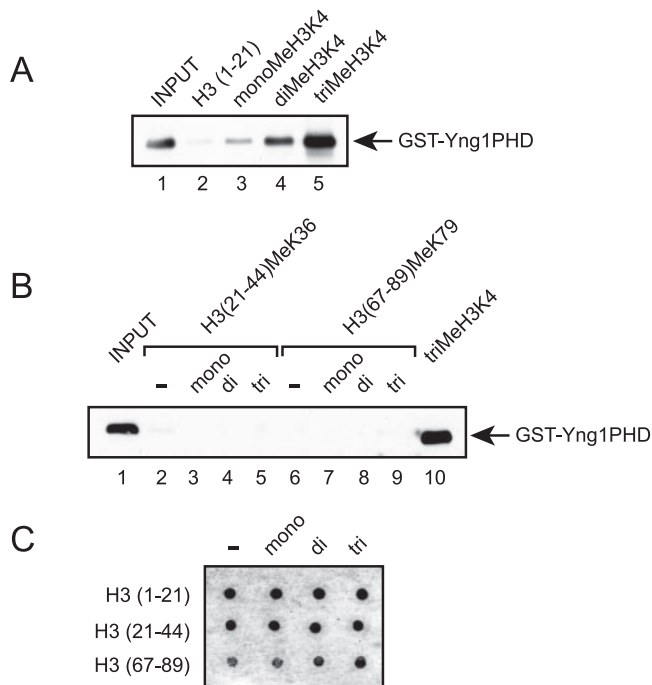 A
INPUT
H3 (1-21)
monoMeH3K4
diMeH3K4
triMeH3K4
GST-Yng1PHD
1 2 3 4 5
B
INPUT
H3(21-44)MeK36
H3(67-89)MeK79
triMeH3K4
- mono di tri - mono di tri
GST-Yng1PHD
1 2 3 4 5 6 7 8 9 10
C
- mono di tri
H3 (1-21)
H3 (21-44)
H3 (67-89)